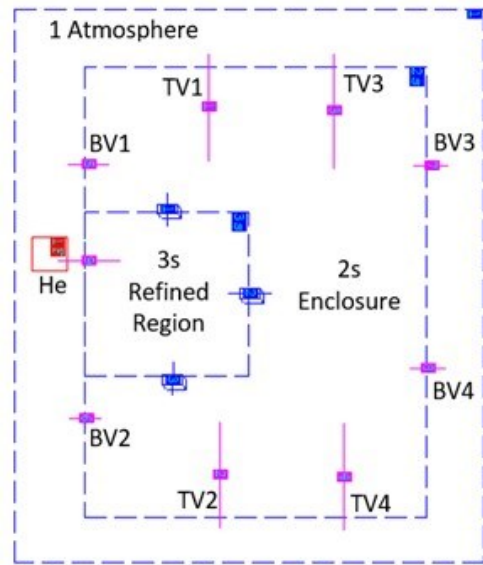 1 Atmosphere
TV1
TV3
BV1
BV3
He
3s
Refined
Region
2s
Enclosure
BV2
BV4
TV2
TV4